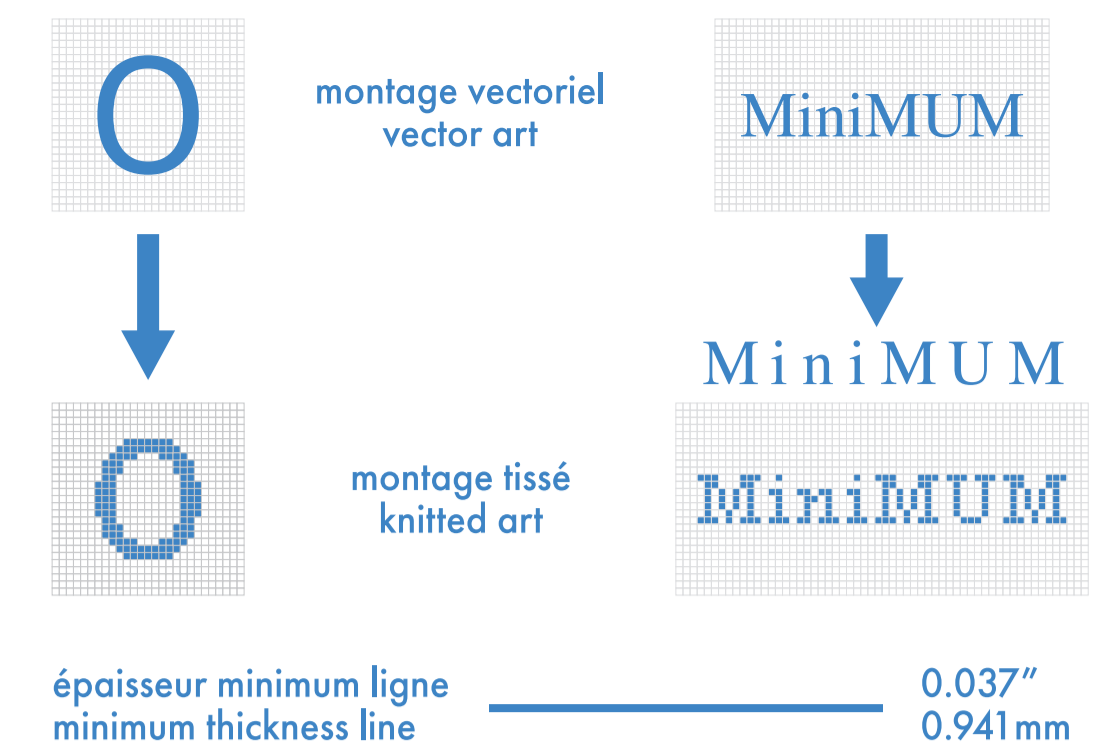 O
montage vectoriel
vector art
MiniMUM
MiniMUM
O
montage tissé
knitted art
MiniMUM
épaisseur minimum ligne
minimum thickness line
0.037″
0.941mm